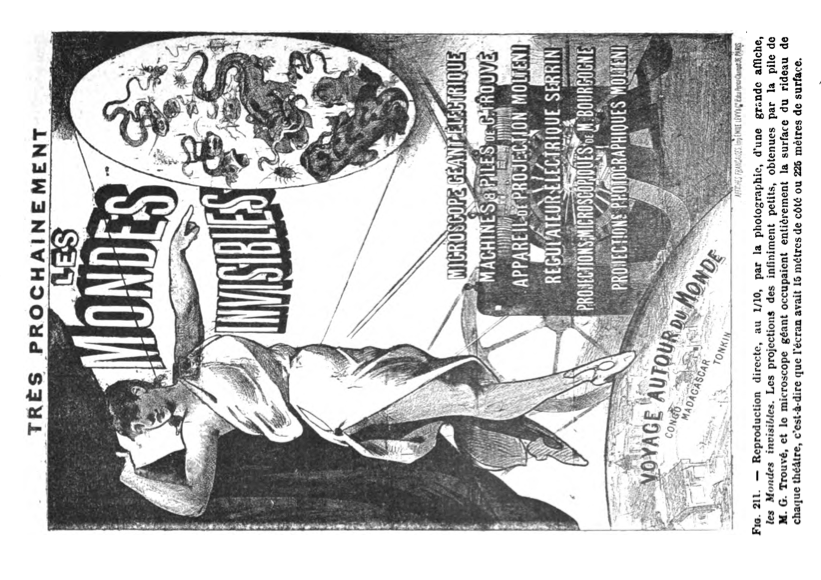 TRÈS PROCHAINEMENT
LES
MONDES
INVISIBLES
MICROSCOPE GÉANT ÉLECTRIQUE
MACHINES & PILES DE G. TROUVÉ
APPAREIL DE PROJECTION MOLTENI
RÉGULATEUR ÉLECTRIQUE SERRIN
PROJECTIONS MICROSCOPIQUES DE M. BOURGOGNE
PROJECTIONS PHOTOGRAPHIQUES MOLTENI
VOYAGE AUTOUR DU MONDE
CONGO
MADAGASCAR
TONKIN
AFFICHES FRANÇAISES
FIG. 211. — Reproduction directe, au 1/10, par la photographie, d'une grande affiche,
les Mondes invisibles. Les projections des infiniment petits, obtenues par la pile de
M. G. Trouvé, et le microscope géant occupaient entièrement la surface du rideau de
chaque théâtre, c'est-à-dire que l'écran avait 15 mètres de côté ou 225 mètres de surface.